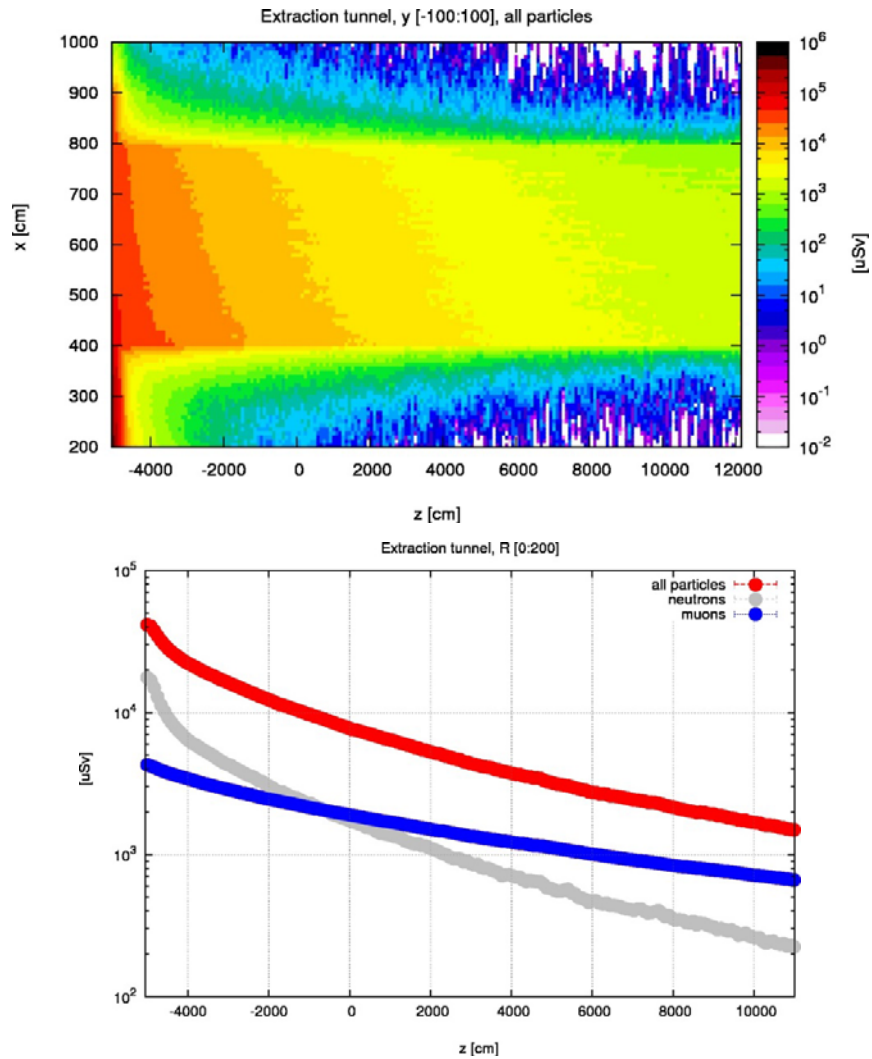 Extraction tunnel, y [-100:100], all particles
1000
900
800
700
600
500
400
300
200
x [cm]
-4000 -2000 0 2000 4000 6000 8000 10000 12000
z [cm]
10^6
10^5
10^4
10^3
10^2
10^1
10^0
10^-1
10^-2
[uSv]
Extraction tunnel, R [0:200]
all particles
neutrons
muons
10^5
10^4
10^3
10^2
[uSv]
-4000 -2000 0 2000 4000 6000 8000 10000
z [cm]